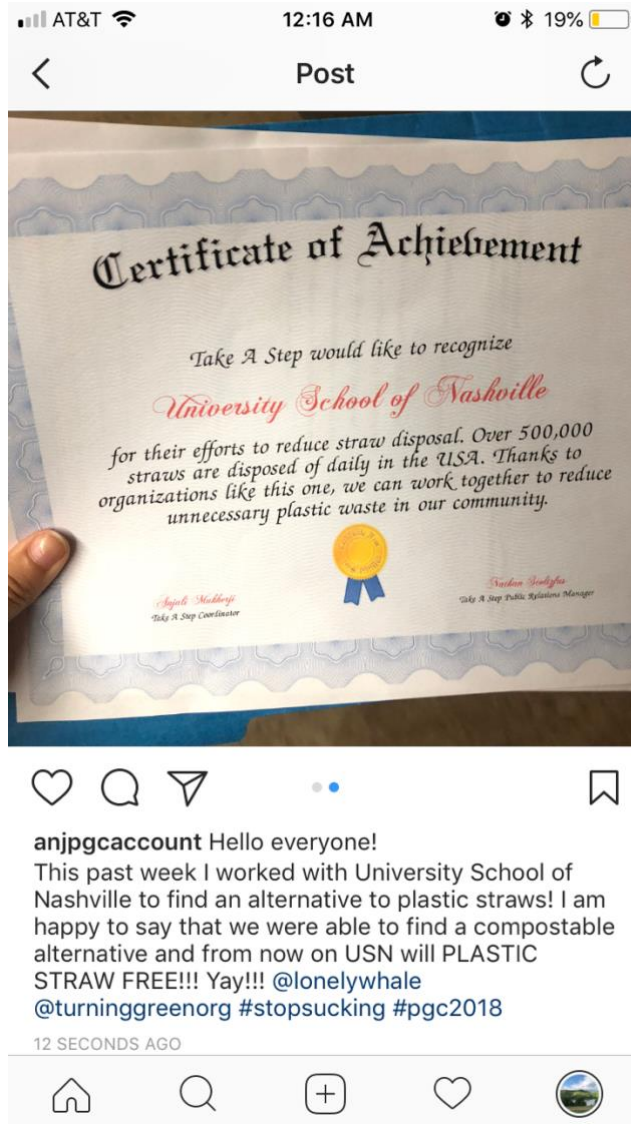 AT&T 12:16 AM 19%
Post
Certificate of Achievement
Take A Step would like to recognize
University School of Nashville
for their efforts to reduce straw disposal. Over 500,000
straws are disposed of daily in the USA. Thanks to
organizations like this one, we can work together to reduce
unnecessary plastic waste in our community.
Anjali Mukherji
Take A Step Coordinator
Nathan
Take A Step Public Relations Manager
anjpgcaccount Hello everyone!
This past week I worked with University School of
Nashville to find an alternative to plastic straws! I am
happy to say that we were able to find a compostable
alternative and from now on USN will PLASTIC
STRAW FREE!!! Yay!!! @lonelywhale
@turninggreenorg #stopsucking #pgc2018
12 SECONDS AGO